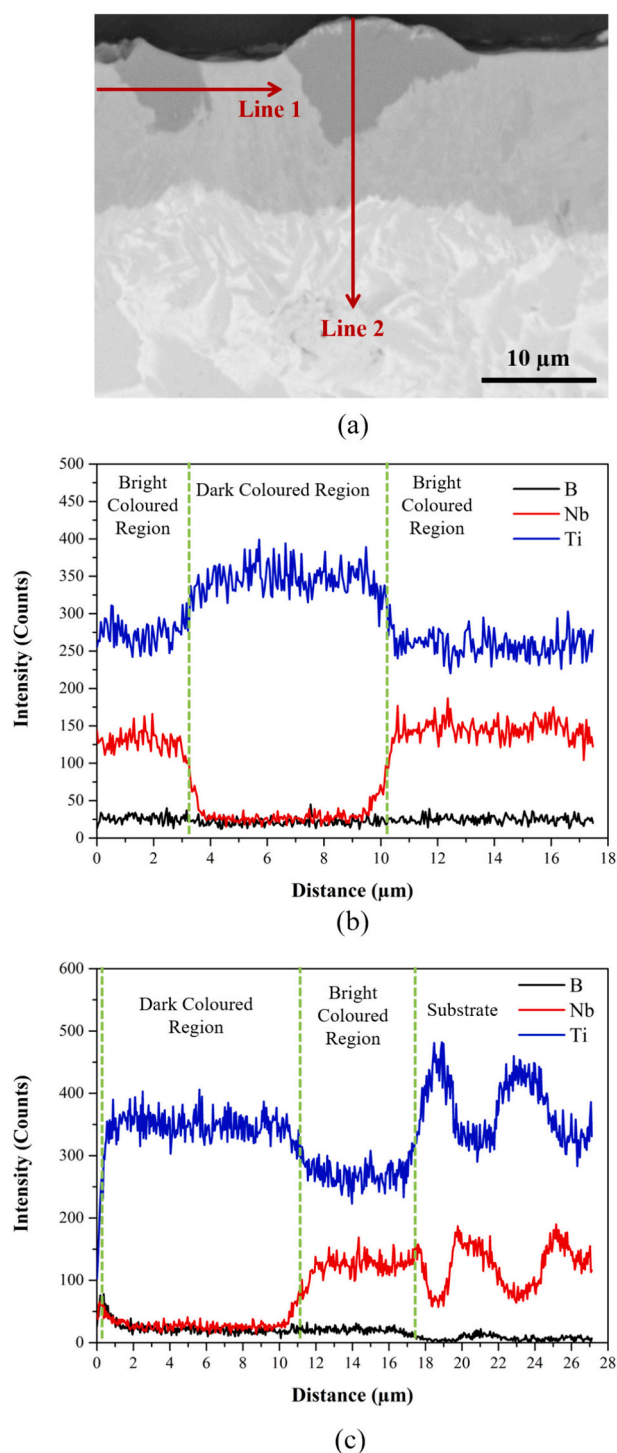 Line 1
Line 2
10 µm
(a)
500
450
400
350
300
250
200
150
100
50
0
Intensity (Counts)
Bright
Coloured
Region
Dark Coloured Region
Bright
Coloured
Region
B
Nb
Ti
0 2 4 6 8 10 12 14 16 18
Distance (µm)
(b)
600
500
400
300
200
100
0
Intensity (Counts)
Dark Coloured
Region
Bright
Coloured
Region
Substrate
B
Nb
Ti
0 2 4 6 8 10 12 14 16 18 20 22 24 26 28
Distance (µm)
(c)